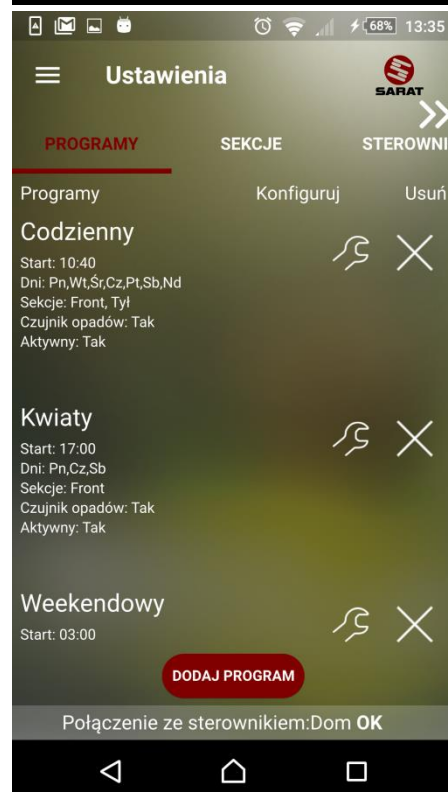 68% 13:35
Ustawienia
SARAT
PROGRAMY SEKCJE STEROWNI
Programy Konfiguruj Usuń
Codzienny
Start: 10:40
Dni: Pn,Wt,Śr,Cz,Pt,Sb,Nd
Sekcje: Front, Tył
Czujnik opadów: Tak
Aktywny: Tak
Kwiaty
Start: 17:00
Dni: Pn,Cz,Sb
Sekcje: Front
Czujnik opadów: Tak
Aktywny: Tak
Weekendowy
Start: 03:00
DODAJ PROGRAM
Połączenie ze sterownikiem:Dom OK